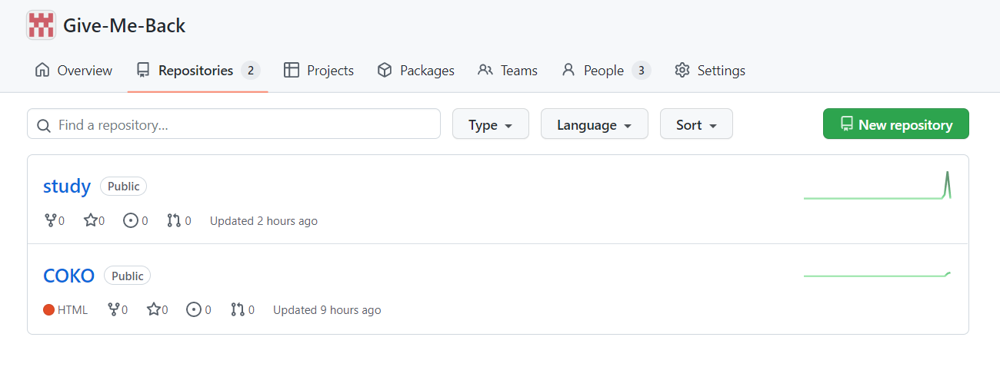 Give-Me-Back
Overview Repositories 2 Projects Packages Teams People 3 Settings
Find a repository... Type Language Sort New repository
study Public
0 0 0 0 Updated 2 hours ago
COKO Public
HTML 0 0 0 0 Updated 9 hours ago